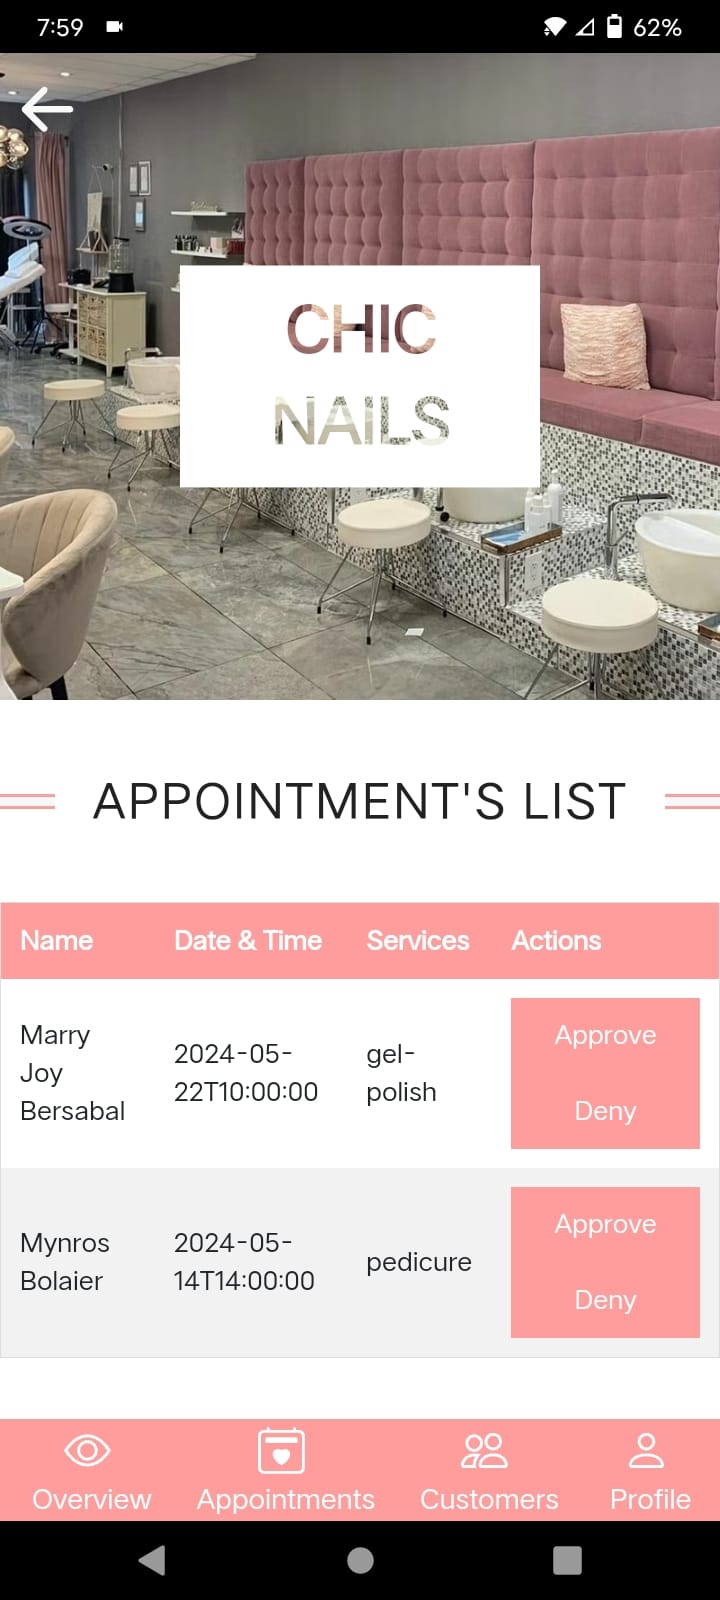 7:59 62%
CHIC
NAILS
APPOINTMENT'S LIST
Name Date & Time Services Actions
Marry
Joy
Bersabal
2024-05-
22T10:00:00
gel-
polish
Approve
Deny
Mynros
Bolaier
2024-05-
14T14:00:00
pedicure
Approve
Deny
Overview Appointments Customers Profile